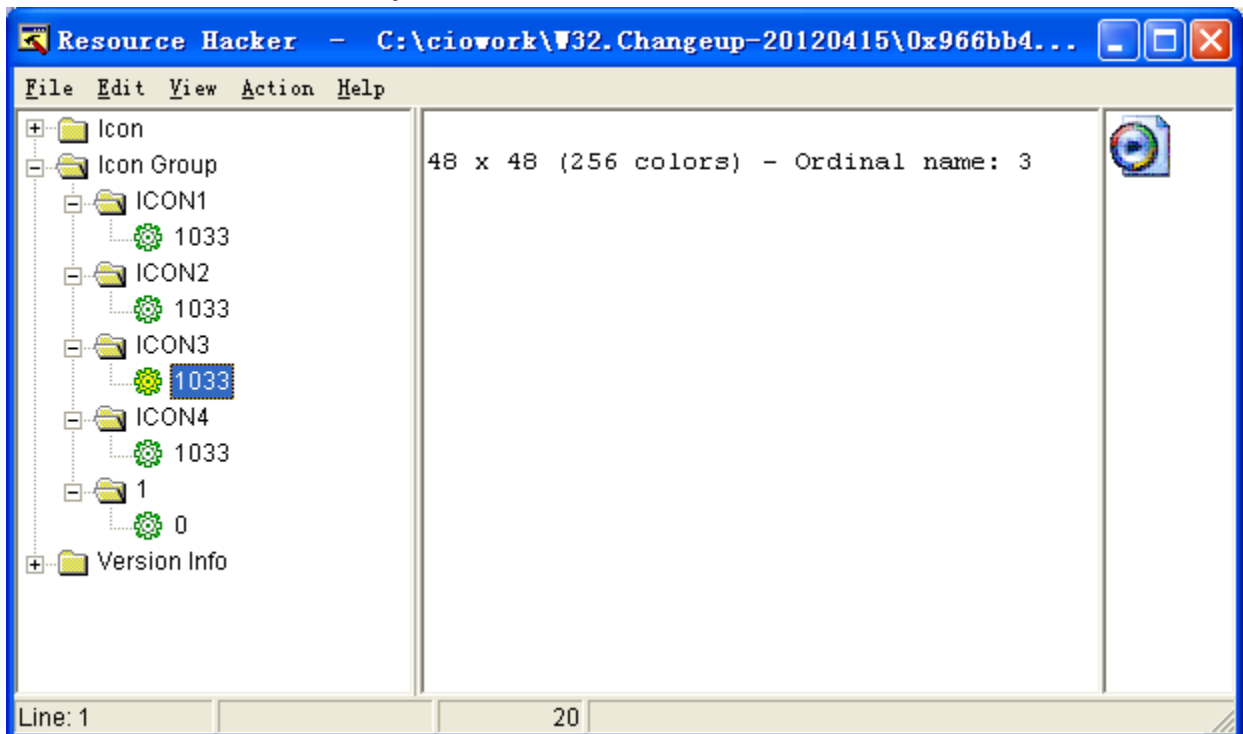 Resource Hacker - C:\ciowork\W32.Changeup-20120415\0x966bb4...
File Edit View Action Help
Icon
Icon Group
ICON1
1033
ICON2
1033
ICON3
1033
ICON4
1033
1
0
Version Info
48 x 48 (256 colors) - Ordinal name: 3
Line: 1
20